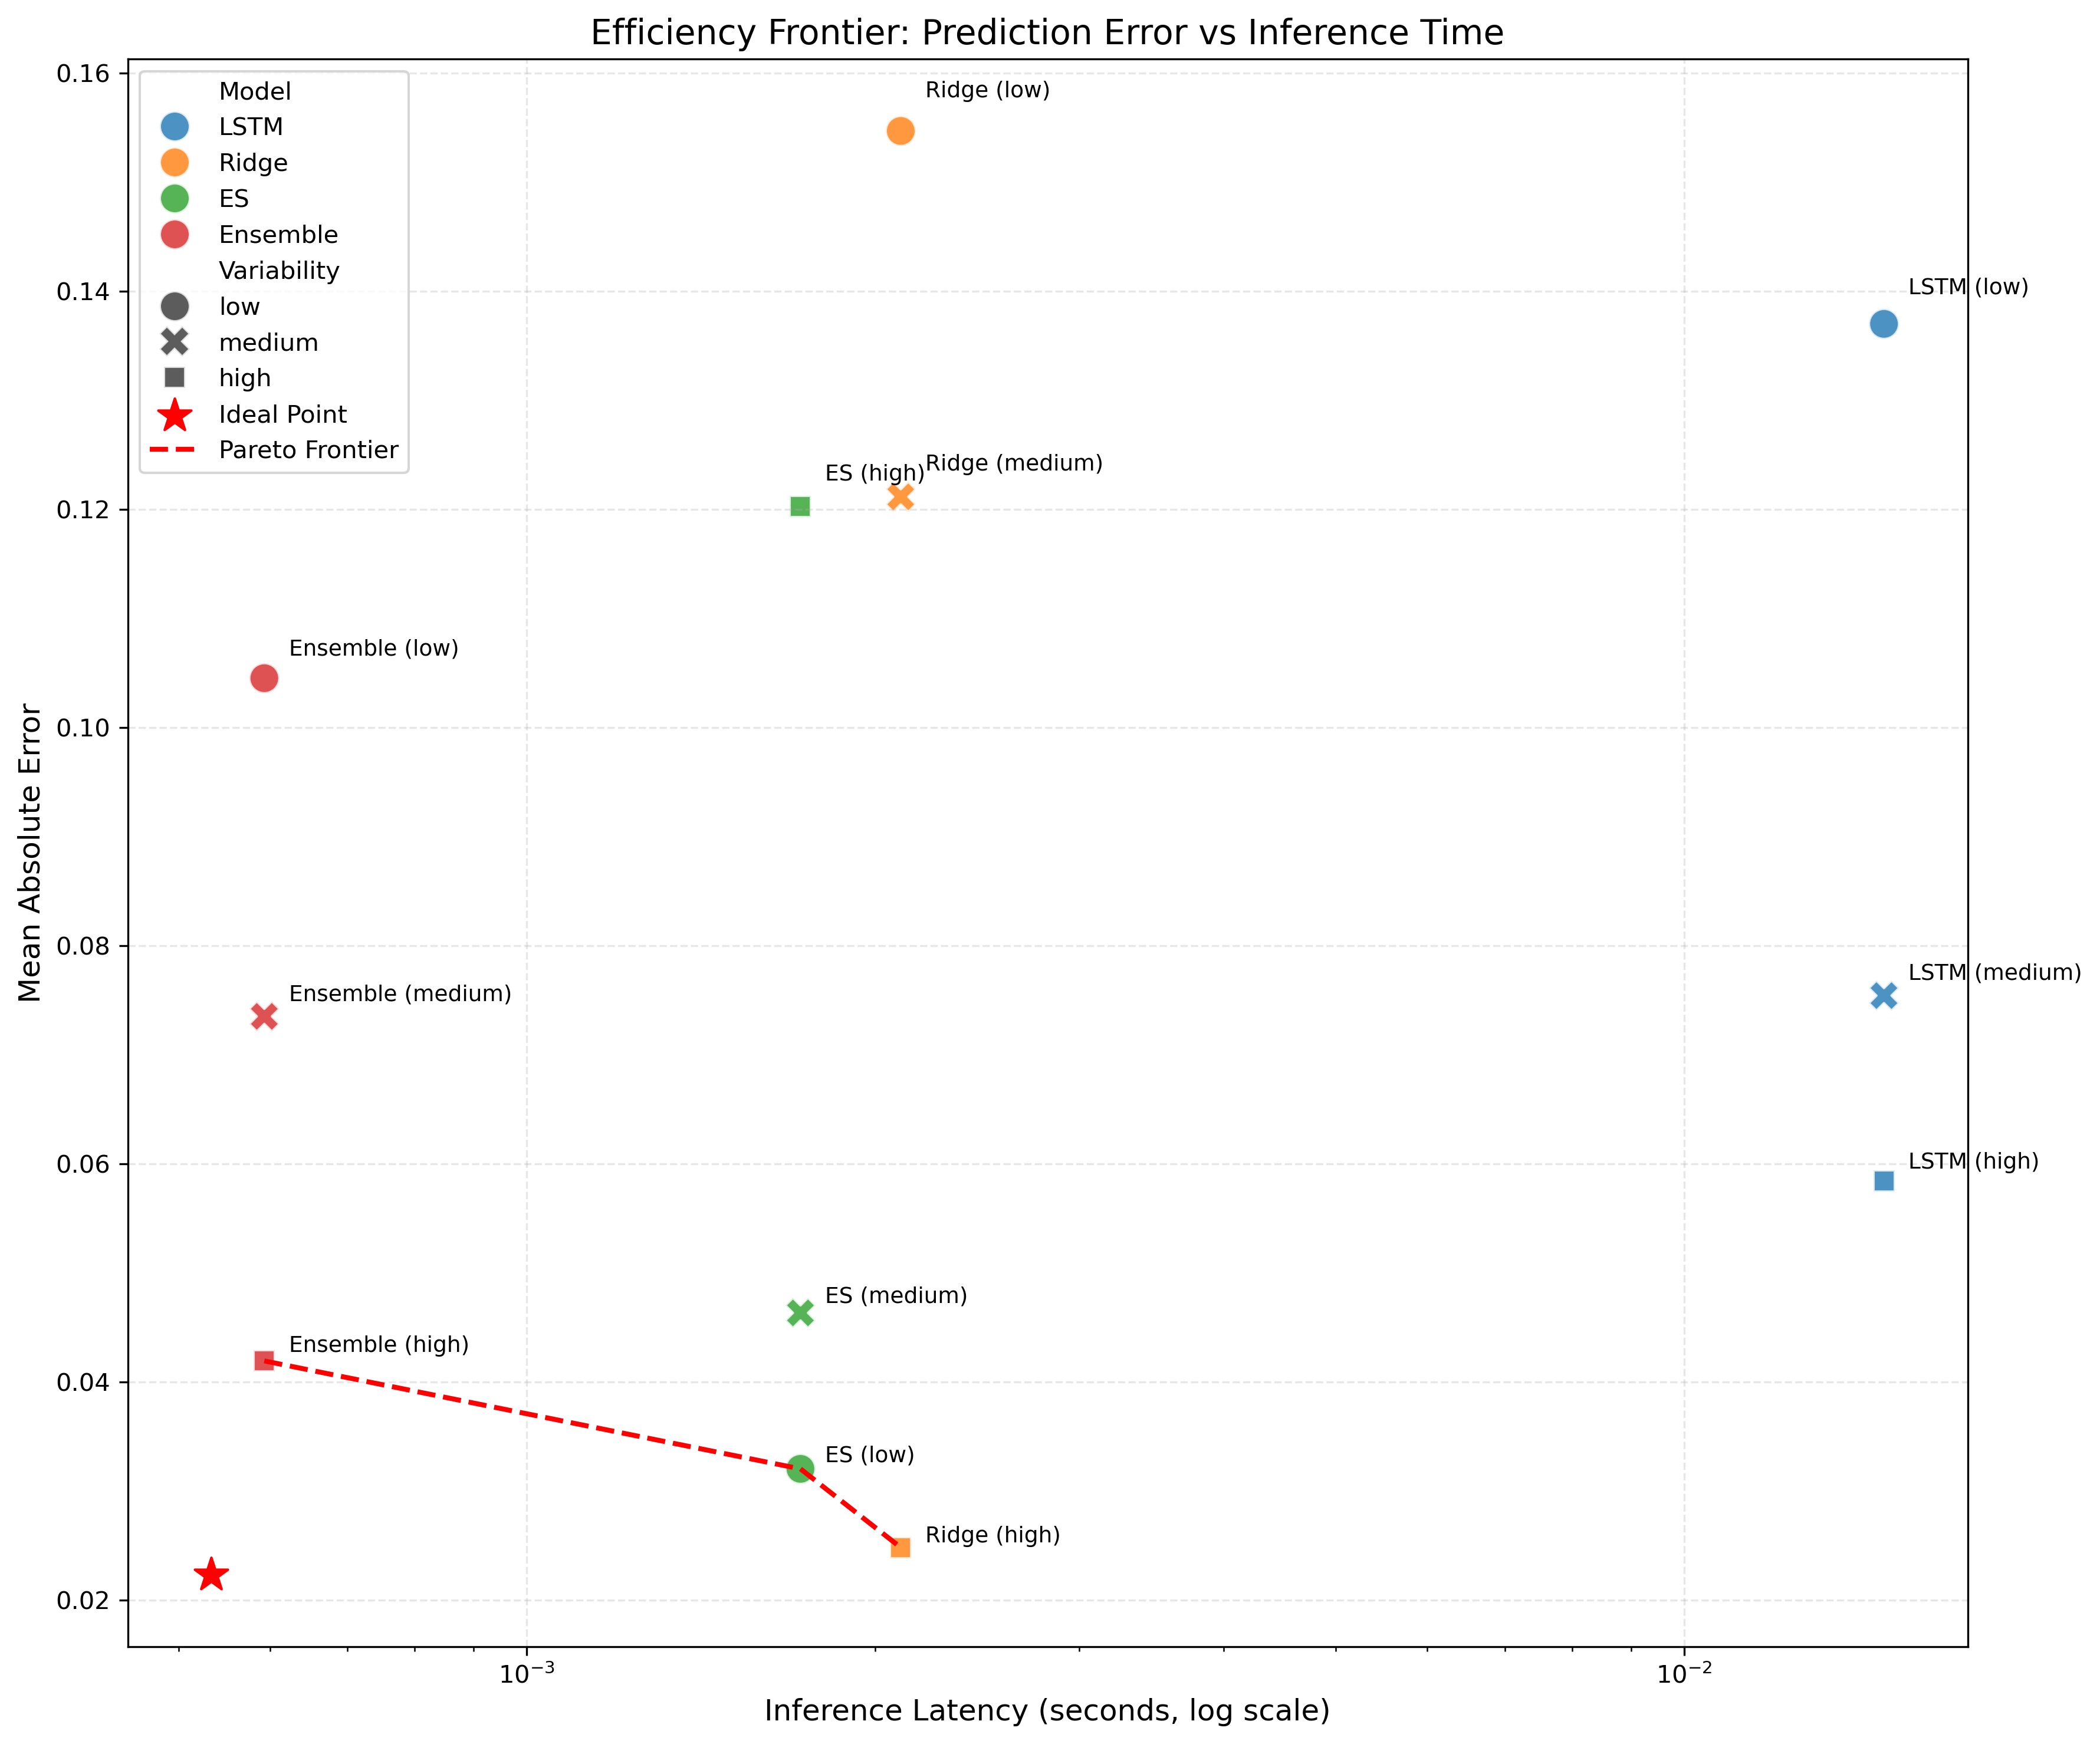 Efficiency Frontier: Prediction Error vs Inference Time
Model
LSTM
Ridge
ES
Ensemble
Variability
low
medium
high
Ideal Point
Pareto Frontier
Ridge (low)
LSTM (low)
ES (high)
Ridge (medium)
Ensemble (low)
Ensemble (medium)
LSTM (medium)
LSTM (high)
ES (medium)
Ensemble (high)
ES (low)
Ridge (high)
0.16
0.14
0.12
0.10
0.08
0.06
0.04
0.02
Mean Absolute Error
10⁻³
10⁻²
Inference Latency (seconds, log scale)